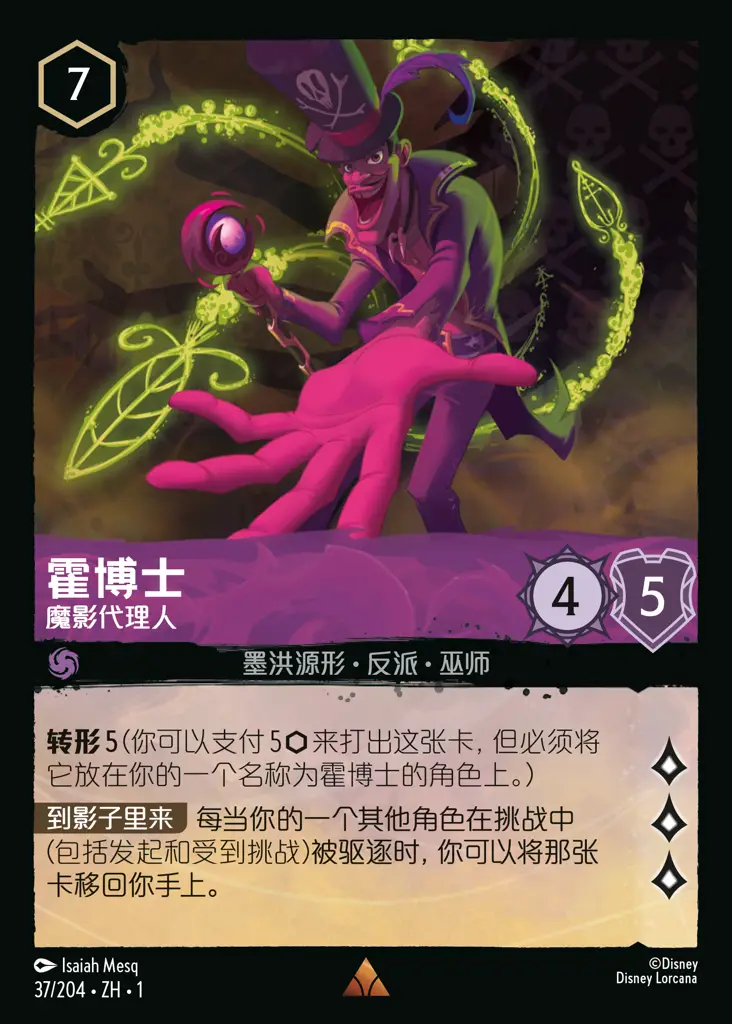 7
霍博士
魔影代理人
4
5
墨洪源形 • 反派 • 巫师
转形 5 (你可以支付 5 来打出这张卡, 但必须将
它放在你的一个名称为霍博士的角色上。)
到影子里来 每当你的一个其他角色在挑战中
(包括发起和受到挑战)被驱逐时, 你可以将那张
卡移回你手上。
Isaiah Mesq
37/204 • ZH • 1
©Disney
Disney Lorcana